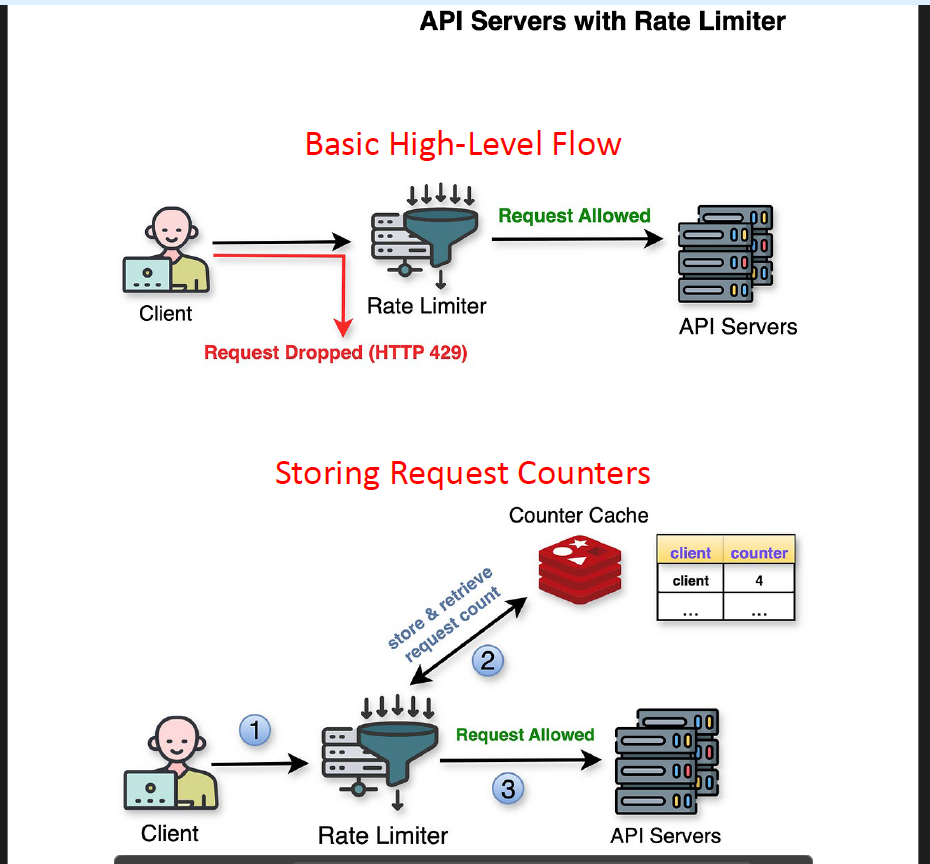 API Servers with Rate Limiter
Basic High-Level Flow
Request Allowed
Client
Rate Limiter
API Servers
Request Dropped (HTTP 429)
Storing Request Counters
Counter Cache
client counter
client 4
... ...
store & retrieve
request count
2
1
Request Allowed
3
Client
Rate Limiter
API Servers